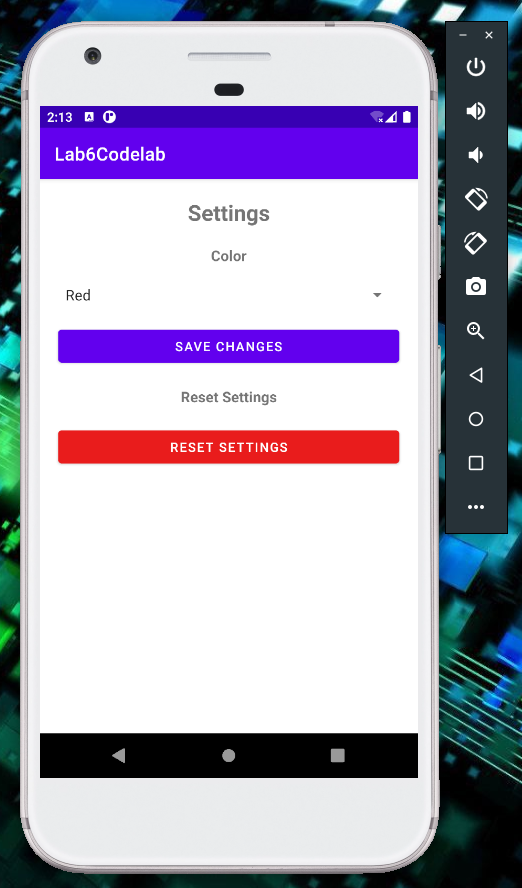 2:13
Lab6Codelab
Settings
Color
Red
SAVE CHANGES
Reset Settings
RESET SETTINGS